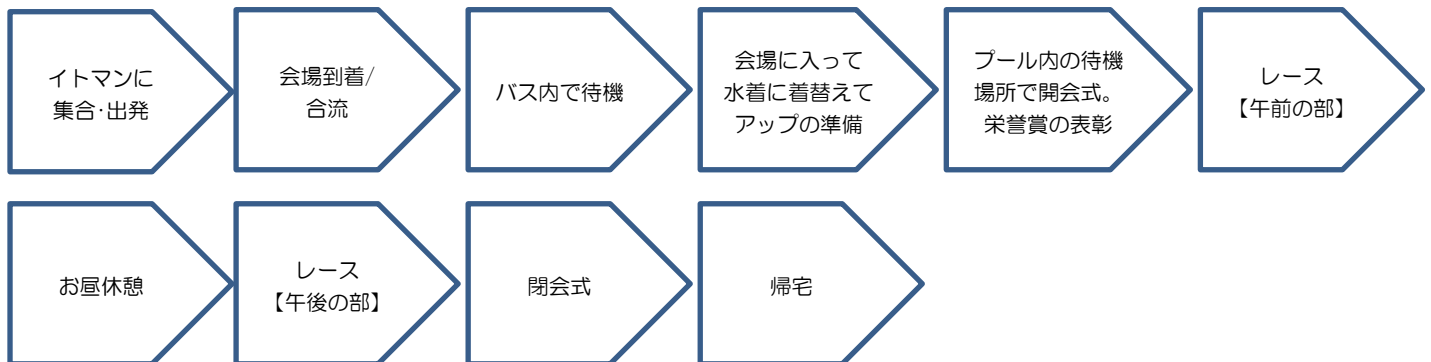 イトマンに
集合･出発
会場到着/
合流
バス内で待機
会場に入って
水着に着替えて
アップの準備
プール内の待機
場所で開会式。
栄誉賞の表彰
レース
【午前の部】
お昼休憩
レース
【午後の部】
閉会式
帰宅